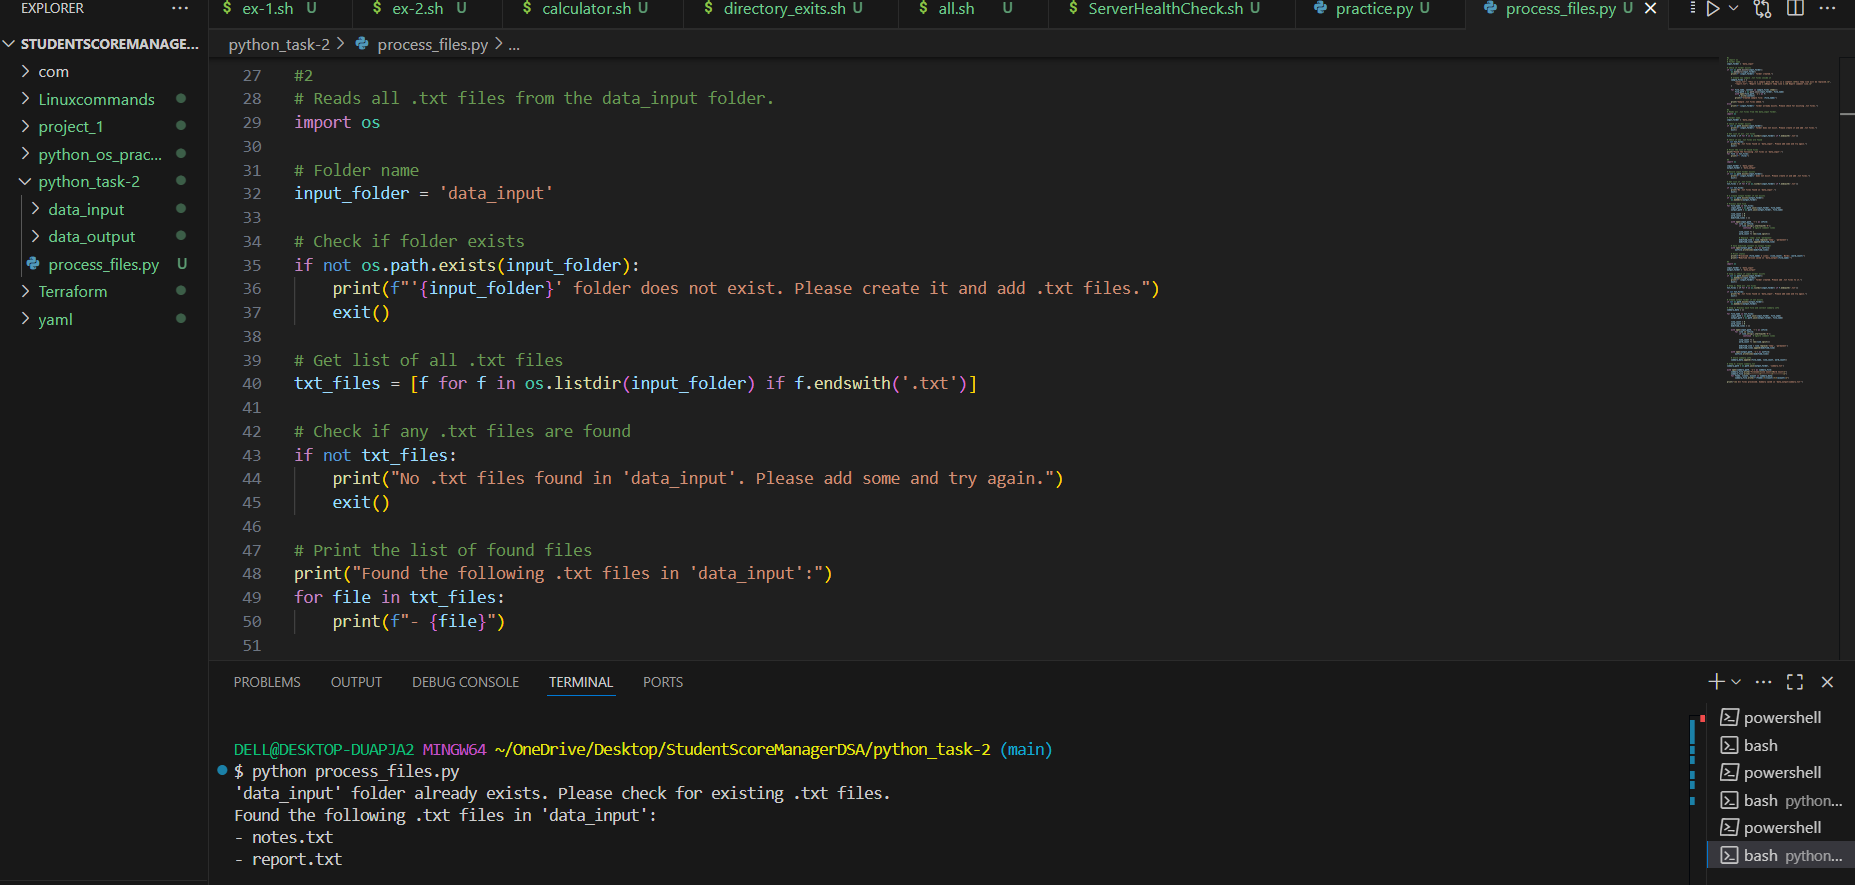 EXPLORER ···
$ ex-1.sh U $ ex-2.sh U $ calculator.sh U $ directory_exits.sh U $ all.sh U $ ServerHealthCheck.sh U practice.py U process_files.py U
STUDENTSCOREMANAGE...
com
Linuxcommands
project_1
python_os_prac...
python_task-2
data_input
data_output
process_files.py U
Terraform
yaml
python_task-2 > process_files.py > ...
27 #2
28 # Reads all .txt files from the data_input folder.
29 import os
30
31 # Folder name
32 input_folder = 'data_input'
33
34 # Check if folder exists
35 if not os.path.exists(input_folder):
36 print(f"'{input_folder}' folder does not exist. Please create it and add .txt files.")
37 exit()
38
39 # Get list of all .txt files
40 txt_files = [f for f in os.listdir(input_folder) if f.endswith('.txt')]
41
42 # Check if any .txt files are found
43 if not txt_files:
44 print("No .txt files found in 'data_input'. Please add some and try again.")
45 exit()
46
47 # Print the list of found files
48 print("Found the following .txt files in 'data_input':")
49 for file in txt_files:
50 print(f"- {file}")
51
PROBLEMS OUTPUT DEBUG CONSOLE TERMINAL PORTS
DELL@DESKTOP-DUAPJA2 MINGW64 ~/OneDrive/Desktop/StudentScoreManagerDSA/python_task-2 (main)
$ python process_files.py
'data_input' folder already exists. Please check for existing .txt files.
Found the following .txt files in 'data_input':
- notes.txt
- report.txt
powershell
bash
powershell
bash python...
powershell
bash python...